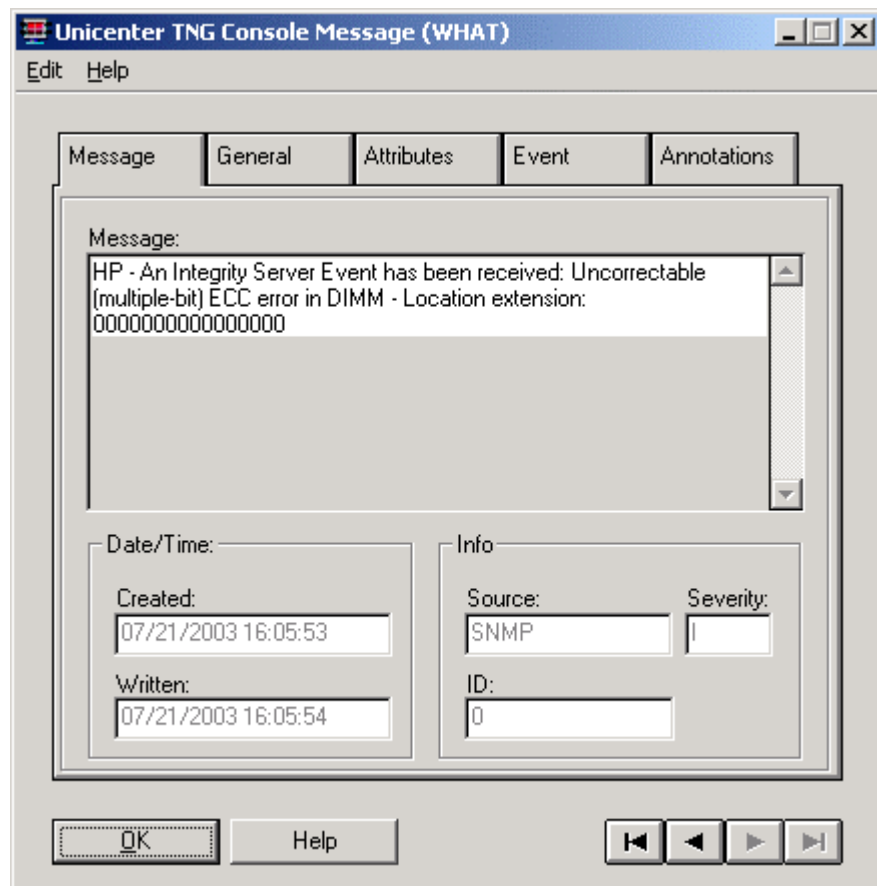 Unicenter TNG Console Message (WHAT)
Edit Help
Message General Attributes Event Annotations
Message:
HP - An Integrity Server Event has been received: Uncorrectable
(multiple-bit) ECC error in DIMM - Location extension:
0000000000000000
Date/Time:
Created:
07/21/2003 16:05:53
Written:
07/21/2003 16:05:54
Info
Source: Severity:
SNMP I
ID:
0
OK Help